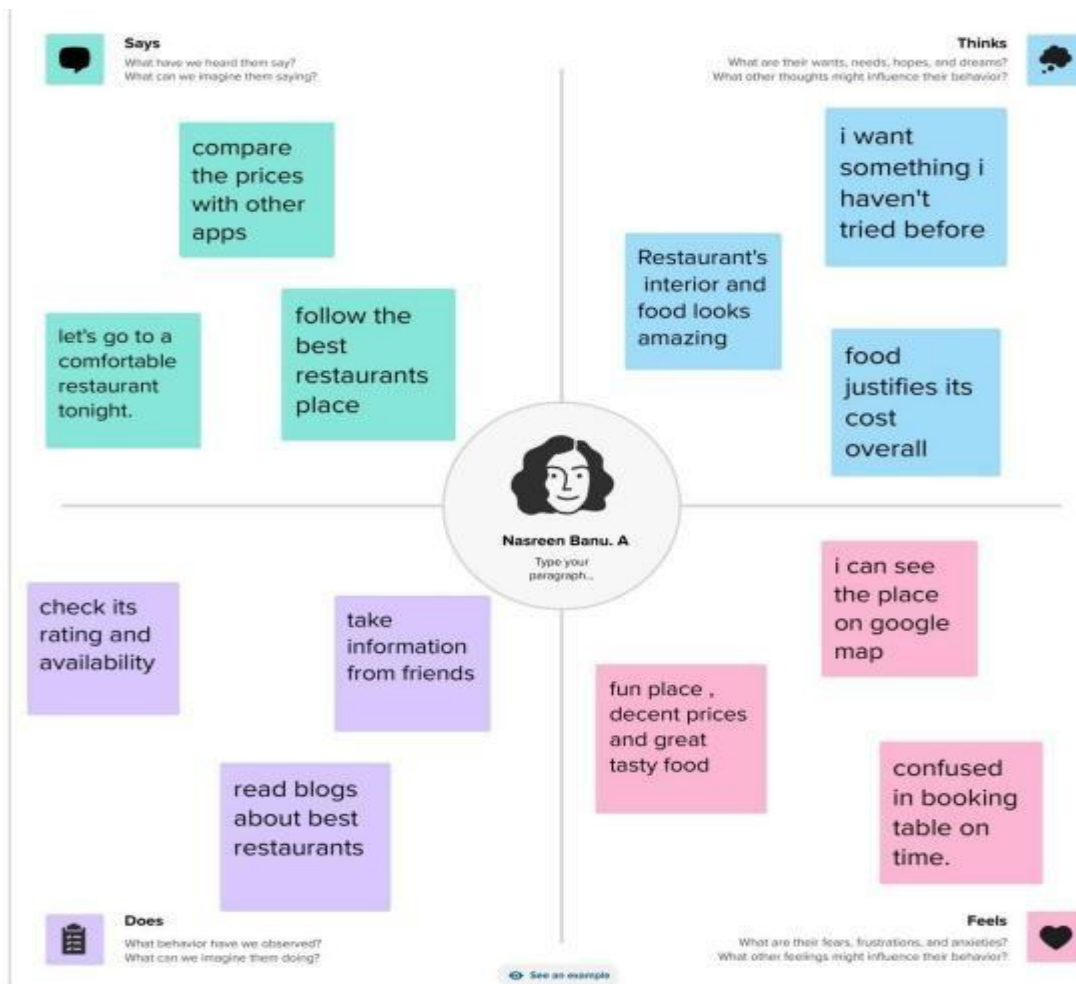 Says
What have we heard them say?
What can we imagine them saying?
compare
the prices
with other
apps
let's go to a
comfortable
restaurant
tonight.
follow the
best
restaurants
place
Thinks
What are their wants, needs, hopes, and dreams?
What other thoughts might influence their behavior?
i want
something i
haven't
tried before
Restaurant's
interior and
food looks
amazing
food
justifies its
cost
overall
Nasreen Banu. A
Type your
paragraph...
check its
rating and
availability
take
information
from friends
read blogs
about best
restaurants
Does
What behavior have we observed?
What can we imagine them doing?
i can see
the place
on google
map
fun place ,
decent prices
and great
tasty food
confused
in booking
table on
time.
Feels
What are their fears, frustrations, and anxieties?
What other feelings might influence their behavior?
See an example